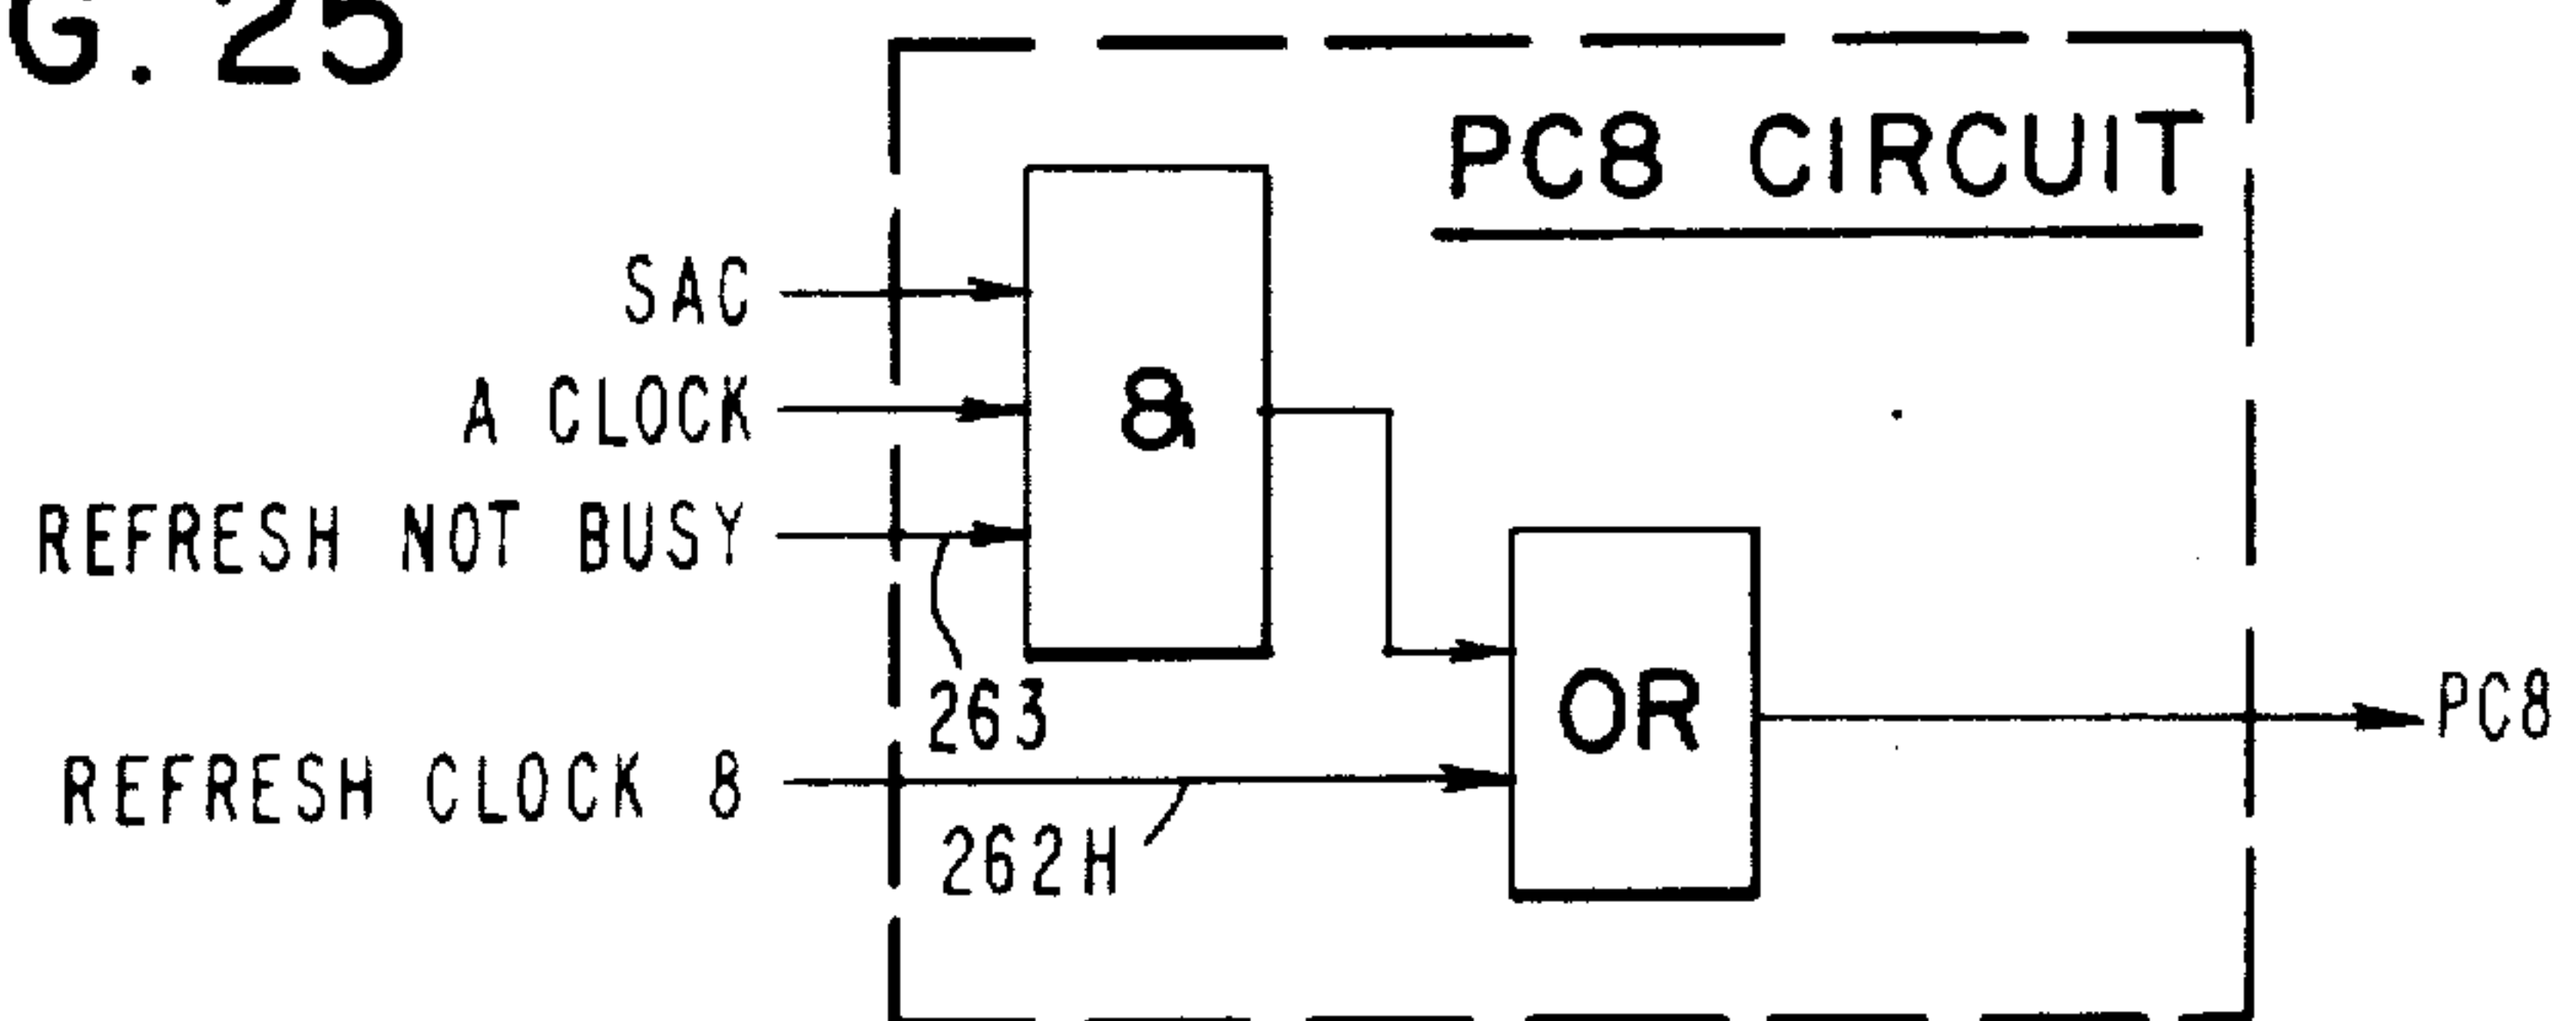 G. 25
PC8 CIRCUIT
SAC
A CLOCK
&
REFRESH NOT BUSY
263
OR
PC8
REFRESH CLOCK 8
262H